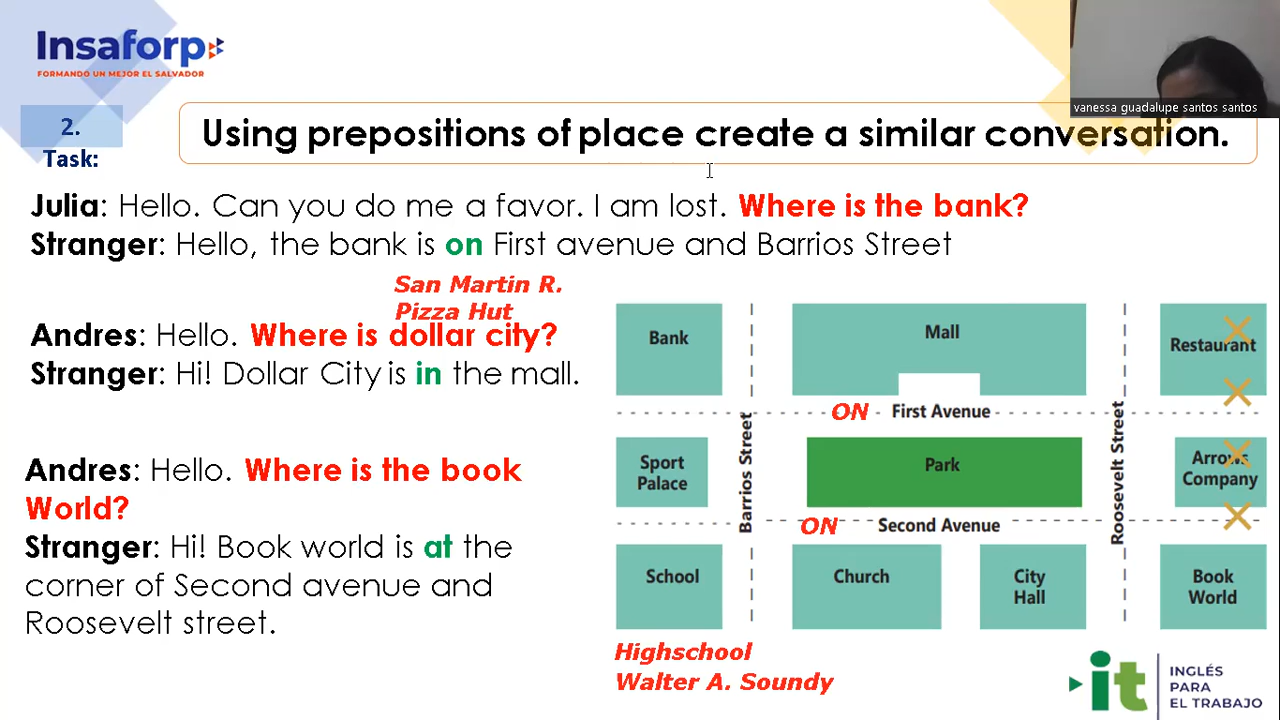 Insaforp
FORMANDO UN MEJOR EL SALVADOR
vanessa guadalupe santos santos
2.
Task:
Using prepositions of place create a similar conversation.
Julia: Hello. Can you do me a favor. I am lost. Where is the bank?
Stranger: Hello, the bank is on First avenue and Barrios Street
San Martin R.
Pizza Hut
Andres: Hello. Where is dollar city?
Stranger: Hi! Dollar City is in the mall.
Andres: Hello. Where is the book
World?
Stranger: Hi! Book world is at the
corner of Second avenue and
Roosevelt street.
Bank
Mall
Restaurant
ON
First Avenue
Barrios Street
Roosevelt Street
Sport
Palace
Park
Arrows
Company
ON
Second Avenue
School
Church
City
Hall
Book
World
Highschool
Walter A. Soundy
it
INGLÉS
PARA
EL TRABAJO